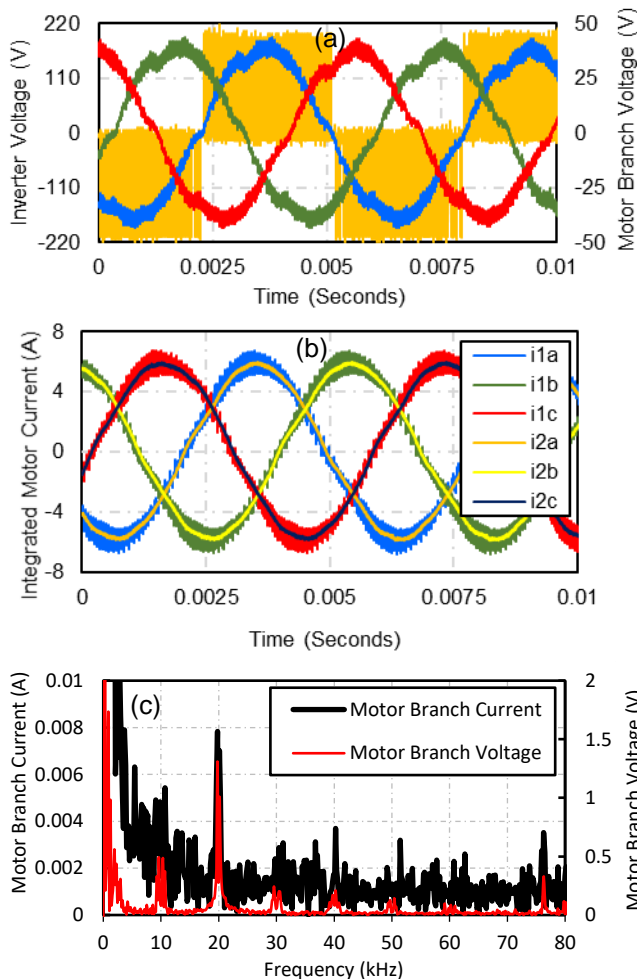 (a)
Inverter Voltage (V)
220
110
0
-110
-220
Motor Branch Voltage (V)
50
25
0
-25
-50
0 0.0025 0.005 0.0075 0.01
Time (Seconds)
(b)
Integrated Motor Current (A)
8
4
0
-4
-8
i1a
i1b
i1c
i2a
i2b
i2c
0 0.0025 0.005 0.0075 0.01
Time (Seconds)
(c)
Motor Branch Current (A)
0.01
0.008
0.006
0.004
0.002
0
Motor Branch Current
Motor Branch Voltage
Motor Branch Voltage (V)
2
1.5
1
0.5
0
0 10 20 30 40 50 60 70 80
Frequency (kHz)